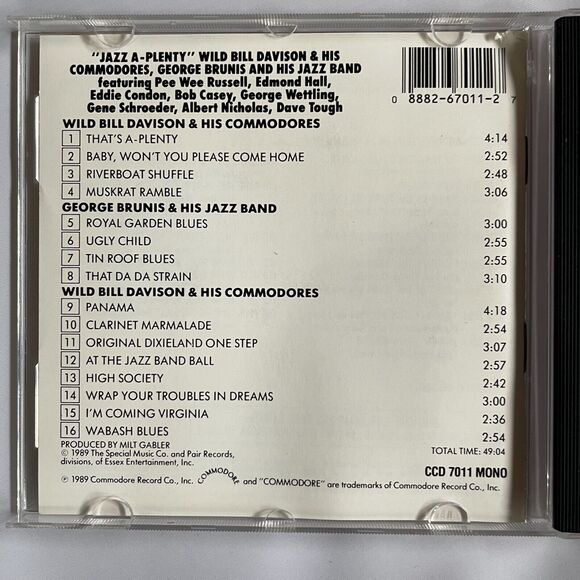 "JAZZ A-PLENTY" WILD BILL DAVISON & HIS
COMMODORES, GEORGE BRUNIS AND HIS JAZZ BAND
featuring Pee Wee Russell, Edmond Hall,
Eddie Condon, Bob Casey, George Wettling,
Gene Schroeder, Albert Nicholas, Dave Tough
0 8882-67011-2 7
WILD BILL DAVISON & HIS COMMODORES
1 THAT'S A-PLENTY 4:14
2 BABY, WON'T YOU PLEASE COME HOME 2:52
3 RIVERBOAT SHUFFLE 2:48
4 MUSKRAT RAMBLE 3:06
GEORGE BRUNIS & HIS JAZZ BAND
5 ROYAL GARDEN BLUES 3:00
6 UGLY CHILD 2:55
7 TIN ROOF BLUES 2:55
8 THAT DA DA STRAIN 3:10
WILD BILL DAVISON & HIS COMMODORES
9 PANAMA 4:18
10 CLARINET MARMALADE 2:54
11 ORIGINAL DIXIELAND ONE STEP 3:07
12 AT THE JAZZ BAND BALL 2:57
13 HIGH SOCIETY 2:42
14 WRAP YOUR TROUBLES IN DREAMS 3:00
15 I'M COMING VIRGINIA 2:36
16 WABASH BLUES 2:54
PRODUCED BY MILT GABLER
© 1989 The Special Music Co. and Pair Records, TOTAL TIME: 49:04
divisions, of Essex Entertainment, Inc.
CCD 7011 MONO
℗ 1989 Commodore Record Co., Inc. COMMODORE and "COMMODORE" are trademarks of Commodore Record Co., Inc.